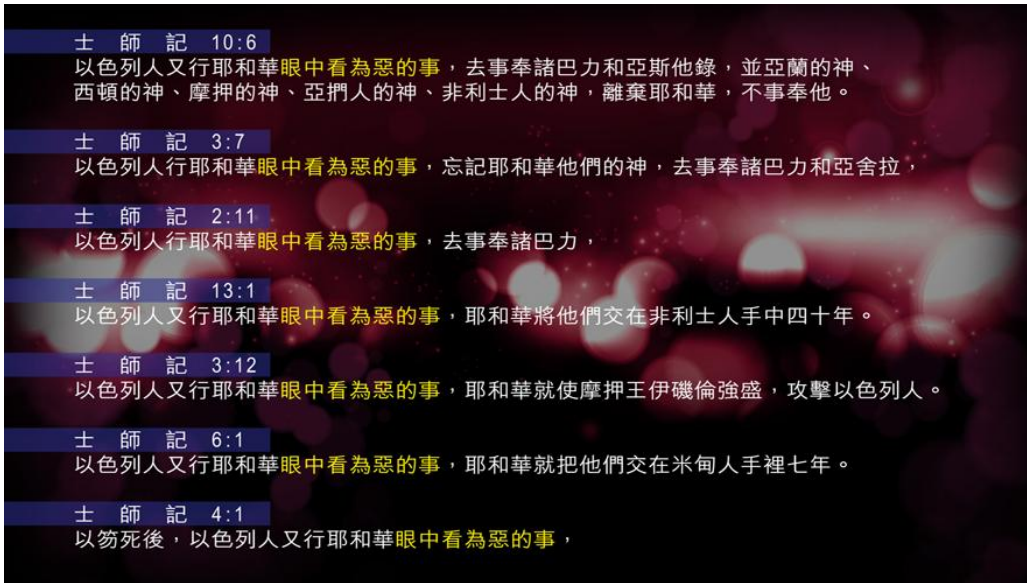 士 師 記 10:6
以色列人又行耶和華眼中看為惡的事，去事奉諸巴力和亞斯他錄，並亞蘭的神、
西頓的神、摩押的神、亞捫人的神、非利士人的神，離棄耶和華，不事奉他。
士 師 記 3:7
以色列人行耶和華眼中看為惡的事，忘記耶和華他們的神，去事奉諸巴力和亞舍拉，
士 師 記 2:11
以色列人行耶和華眼中看為惡的事，去事奉諸巴力，
士 師 記 13:1
以色列人又行耶和華眼中看為惡的事，耶和華將他們交在非利士人手中四十年。
士 師 記 3:12
以色列人又行耶和華眼中看為惡的事，耶和華就使摩押王伊磯倫強盛，攻擊以色列人。
士 師 記 6:1
以色列人又行耶和華眼中看為惡的事，耶和華就把他們交在米甸人手裡七年。
士 師 記 4:1
以笏死後，以色列人又行耶和華眼中看為惡的事，